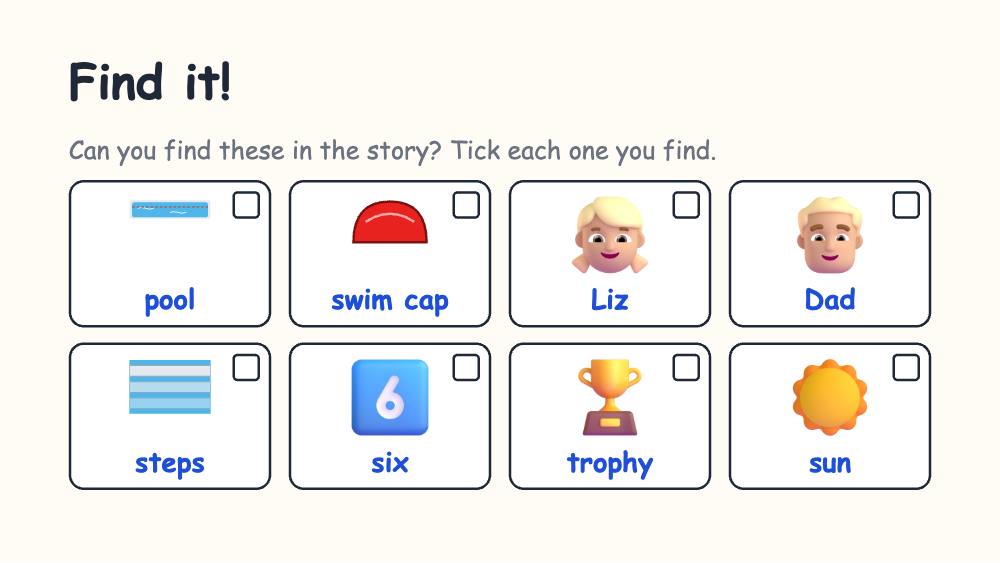 Find it!
Can you find these in the story? Tick each one you find.
pool
swim cap
Liz
Dad
6
steps
six
trophy
sun